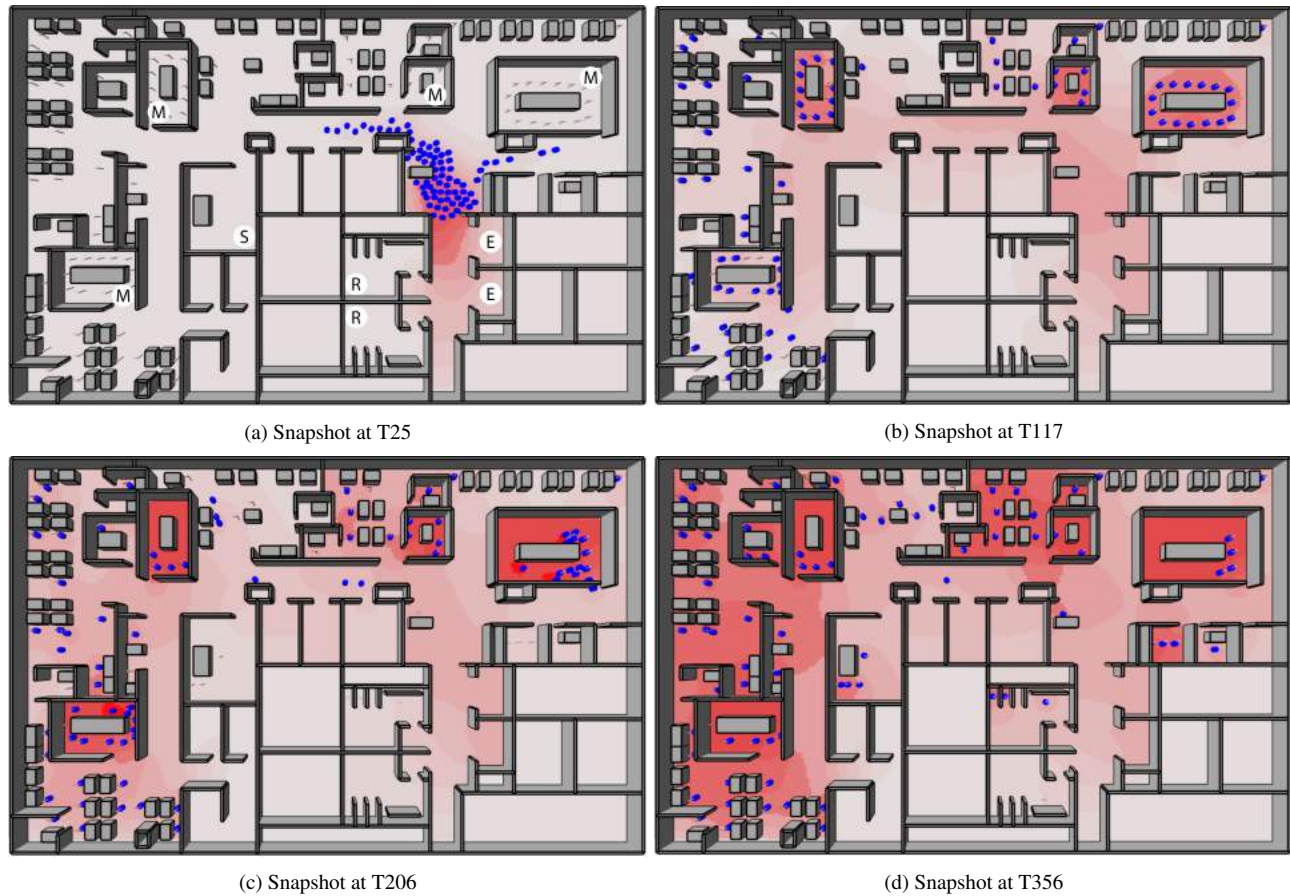 M
M
M
S
E
M
R
E
R
(a) Snapshot at T25
(b) Snapshot at T117
(c) Snapshot at T206
(d) Snapshot at T356